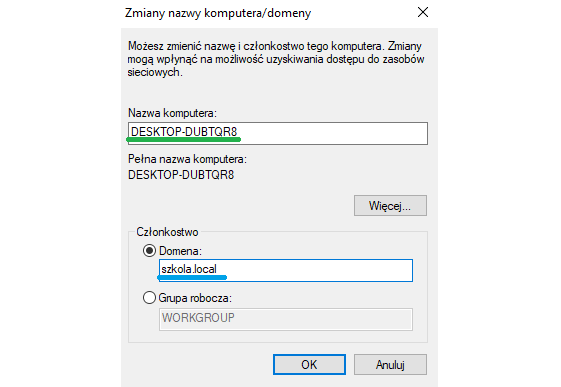 Zmiany nazwy komputera/domeny
Możesz zmienić nazwę i członkostwo tego komputera. Zmiany
mogą wpłynąć na możliwość uzyskiwania dostępu do zasobów
sieciowych.
Nazwa komputera:
DESKTOP-DUBTQR8
Pełna nazwa komputera:
DESKTOP-DUBTQR8
Więcej...
Członkostwo
Domena:
szkola.local
Grupa robocza:
WORKGROUP
OK Anuluj